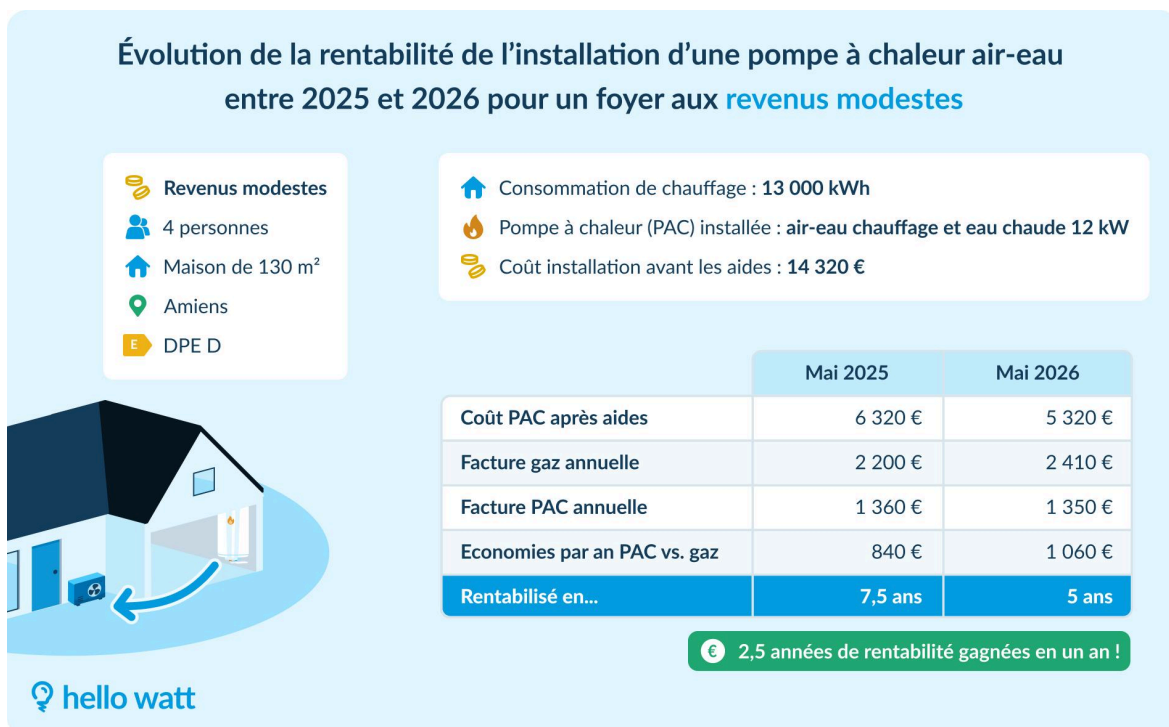 Évolution de la rentabilité de l’installation d’une pompe à chaleur air-eau
entre 2025 et 2026 pour un foyer aux revenus modestes
Revenus modestes
4 personnes
Maison de 130 m²
Amiens
E DPE D
Consommation de chauffage : 13 000 kWh
Pompe à chaleur (PAC) installée : air-eau chauffage et eau chaude 12 kW
Coût installation avant les aides : 14 320 €
Mai 2025 Mai 2026
Coût PAC après aides 6 320 € 5 320 €
Facture gaz annuelle 2 200 € 2 410 €
Facture PAC annuelle 1 360 € 1 350 €
Economies par an PAC vs. gaz 840 € 1 060 €
Rentabilisé en... 7,5 ans 5 ans
€ 2,5 années de rentabilité gagnées en un an !
hello watt